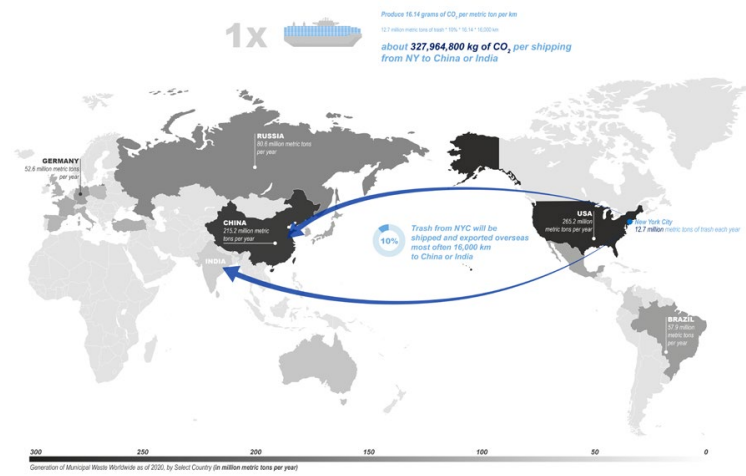 1x
Produce 16.14 grams of CO₂ per metric ton per km
12.7 million metric tons of trash * 10% * 16.14 * 16,000 km
about 327,964,800 kg of CO₂ per shipping
from NY to China or India
RUSSIA
80.6 million metric tons
per year
GERMANY
52.6 million metric tons
per year
CHINA
215.2 million metric
tons per year
INDIA
10%
Trash from NYC will be
shipped and exported overseas
most often 16,000 km
to China or India
USA
265.2 million
metric tons per year
New York City
12.7 million metric tons of trash each year
BRAZIL
57.9 million
metric tons
per year
300 250 200 150 100 50 0
Generation of Municipal Waste Worldwide as of 2020, by Select Country (in million metric tons per year)